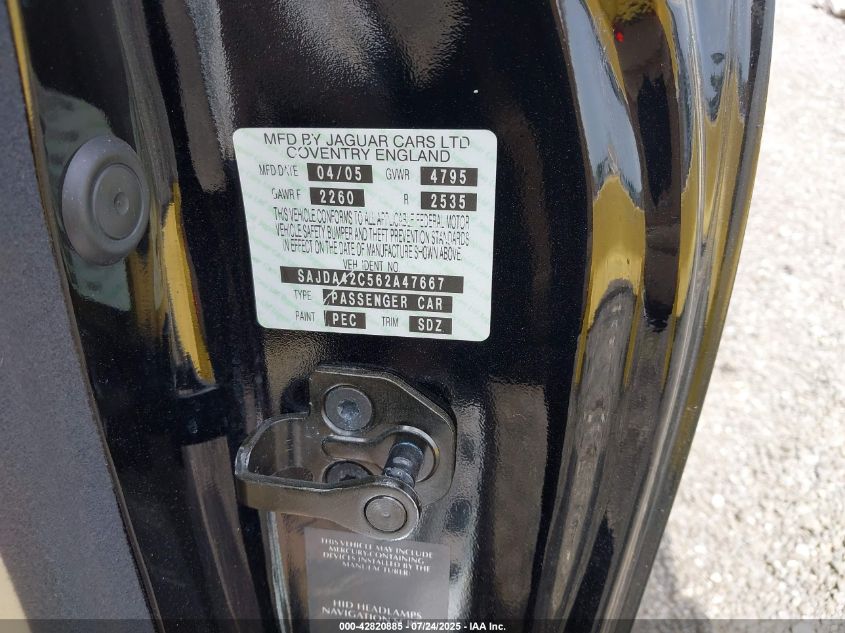 MFD BY JAGUAR CARS LTD
COVENTRY ENGLAND
MFD DATE 04/05 GVWR 4795
GAWR F 2260 R 2535
THIS VEHICLE CONFORMS TO ALL APPLICABLE FEDERAL MOTOR
VEHICLE SAFETY BUMPER AND THEFT PREVENTION STANDARDS
IN EFFECT ON THE DATE OF MANUFACTURE SHOWN ABOVE.
VEH IDENT NO.
SAJDA42C562A47667
TYPE PASSENGER CAR
PAINT PEC TRIM SDZ
THIS VEHICLE MAY INCLUDE
MERCURY-CONTAINING
DEVICES INSTALLED BY THE
MANUFACTURER:
HID HEADLAMPS
NAVIGATION
000-42820885 - 07/24/2025 - IAA Inc.